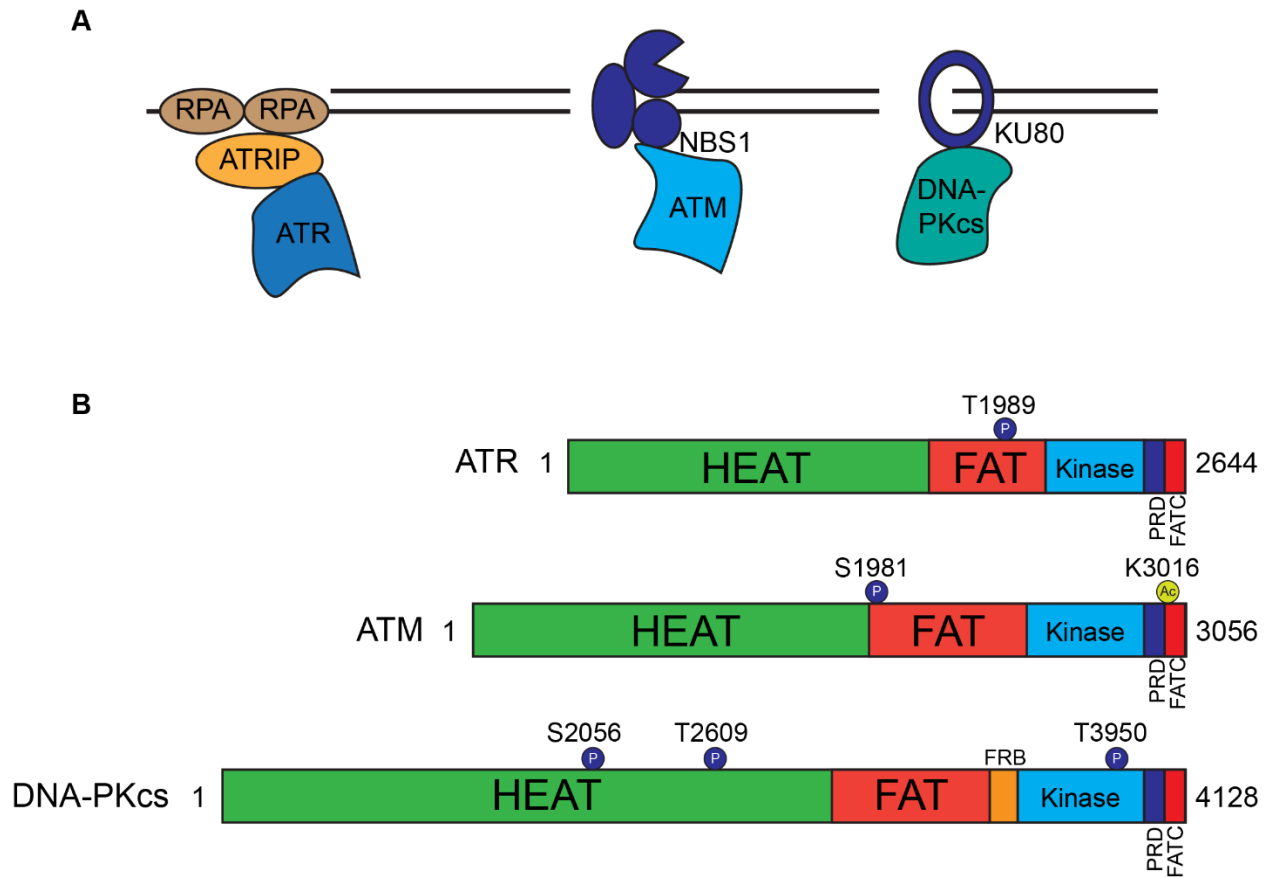 A
RPA RPA
ATRIP
ATR
NBS1
ATM
KU80
DNA-
PKcs
B
T1989
P
ATR 1 HEAT FAT Kinase 2644
PRD
FATC
S1981 K3016
P Ac
ATM 1 HEAT FAT Kinase 3056
PRD
FATC
S2056 T2609 T3950
P P P
FRB
DNA-PKcs 1 HEAT FAT Kinase 4128
PRD
FATC